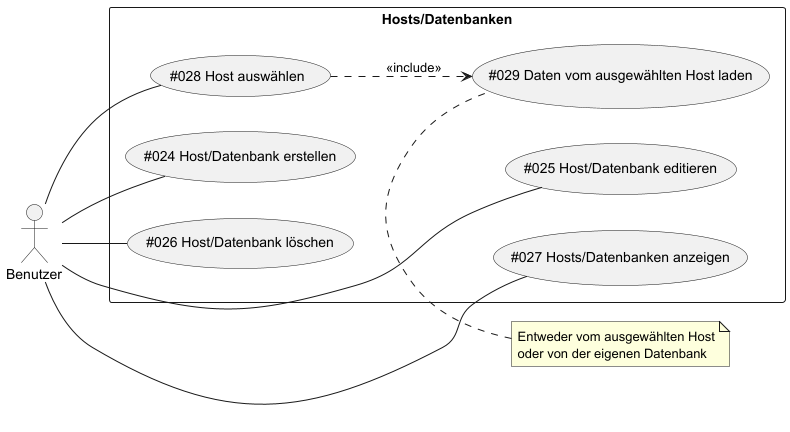 Hosts/Datenbanken
#028 Host auswählen
«include»
#029 Daten vom ausgewählten Host laden
#024 Host/Datenbank erstellen
#025 Host/Datenbank editieren
#026 Host/Datenbank löschen
#027 Hosts/Datenbanken anzeigen
Benutzer
Entweder vom ausgewählten Host
oder von der eigenen Datenbank